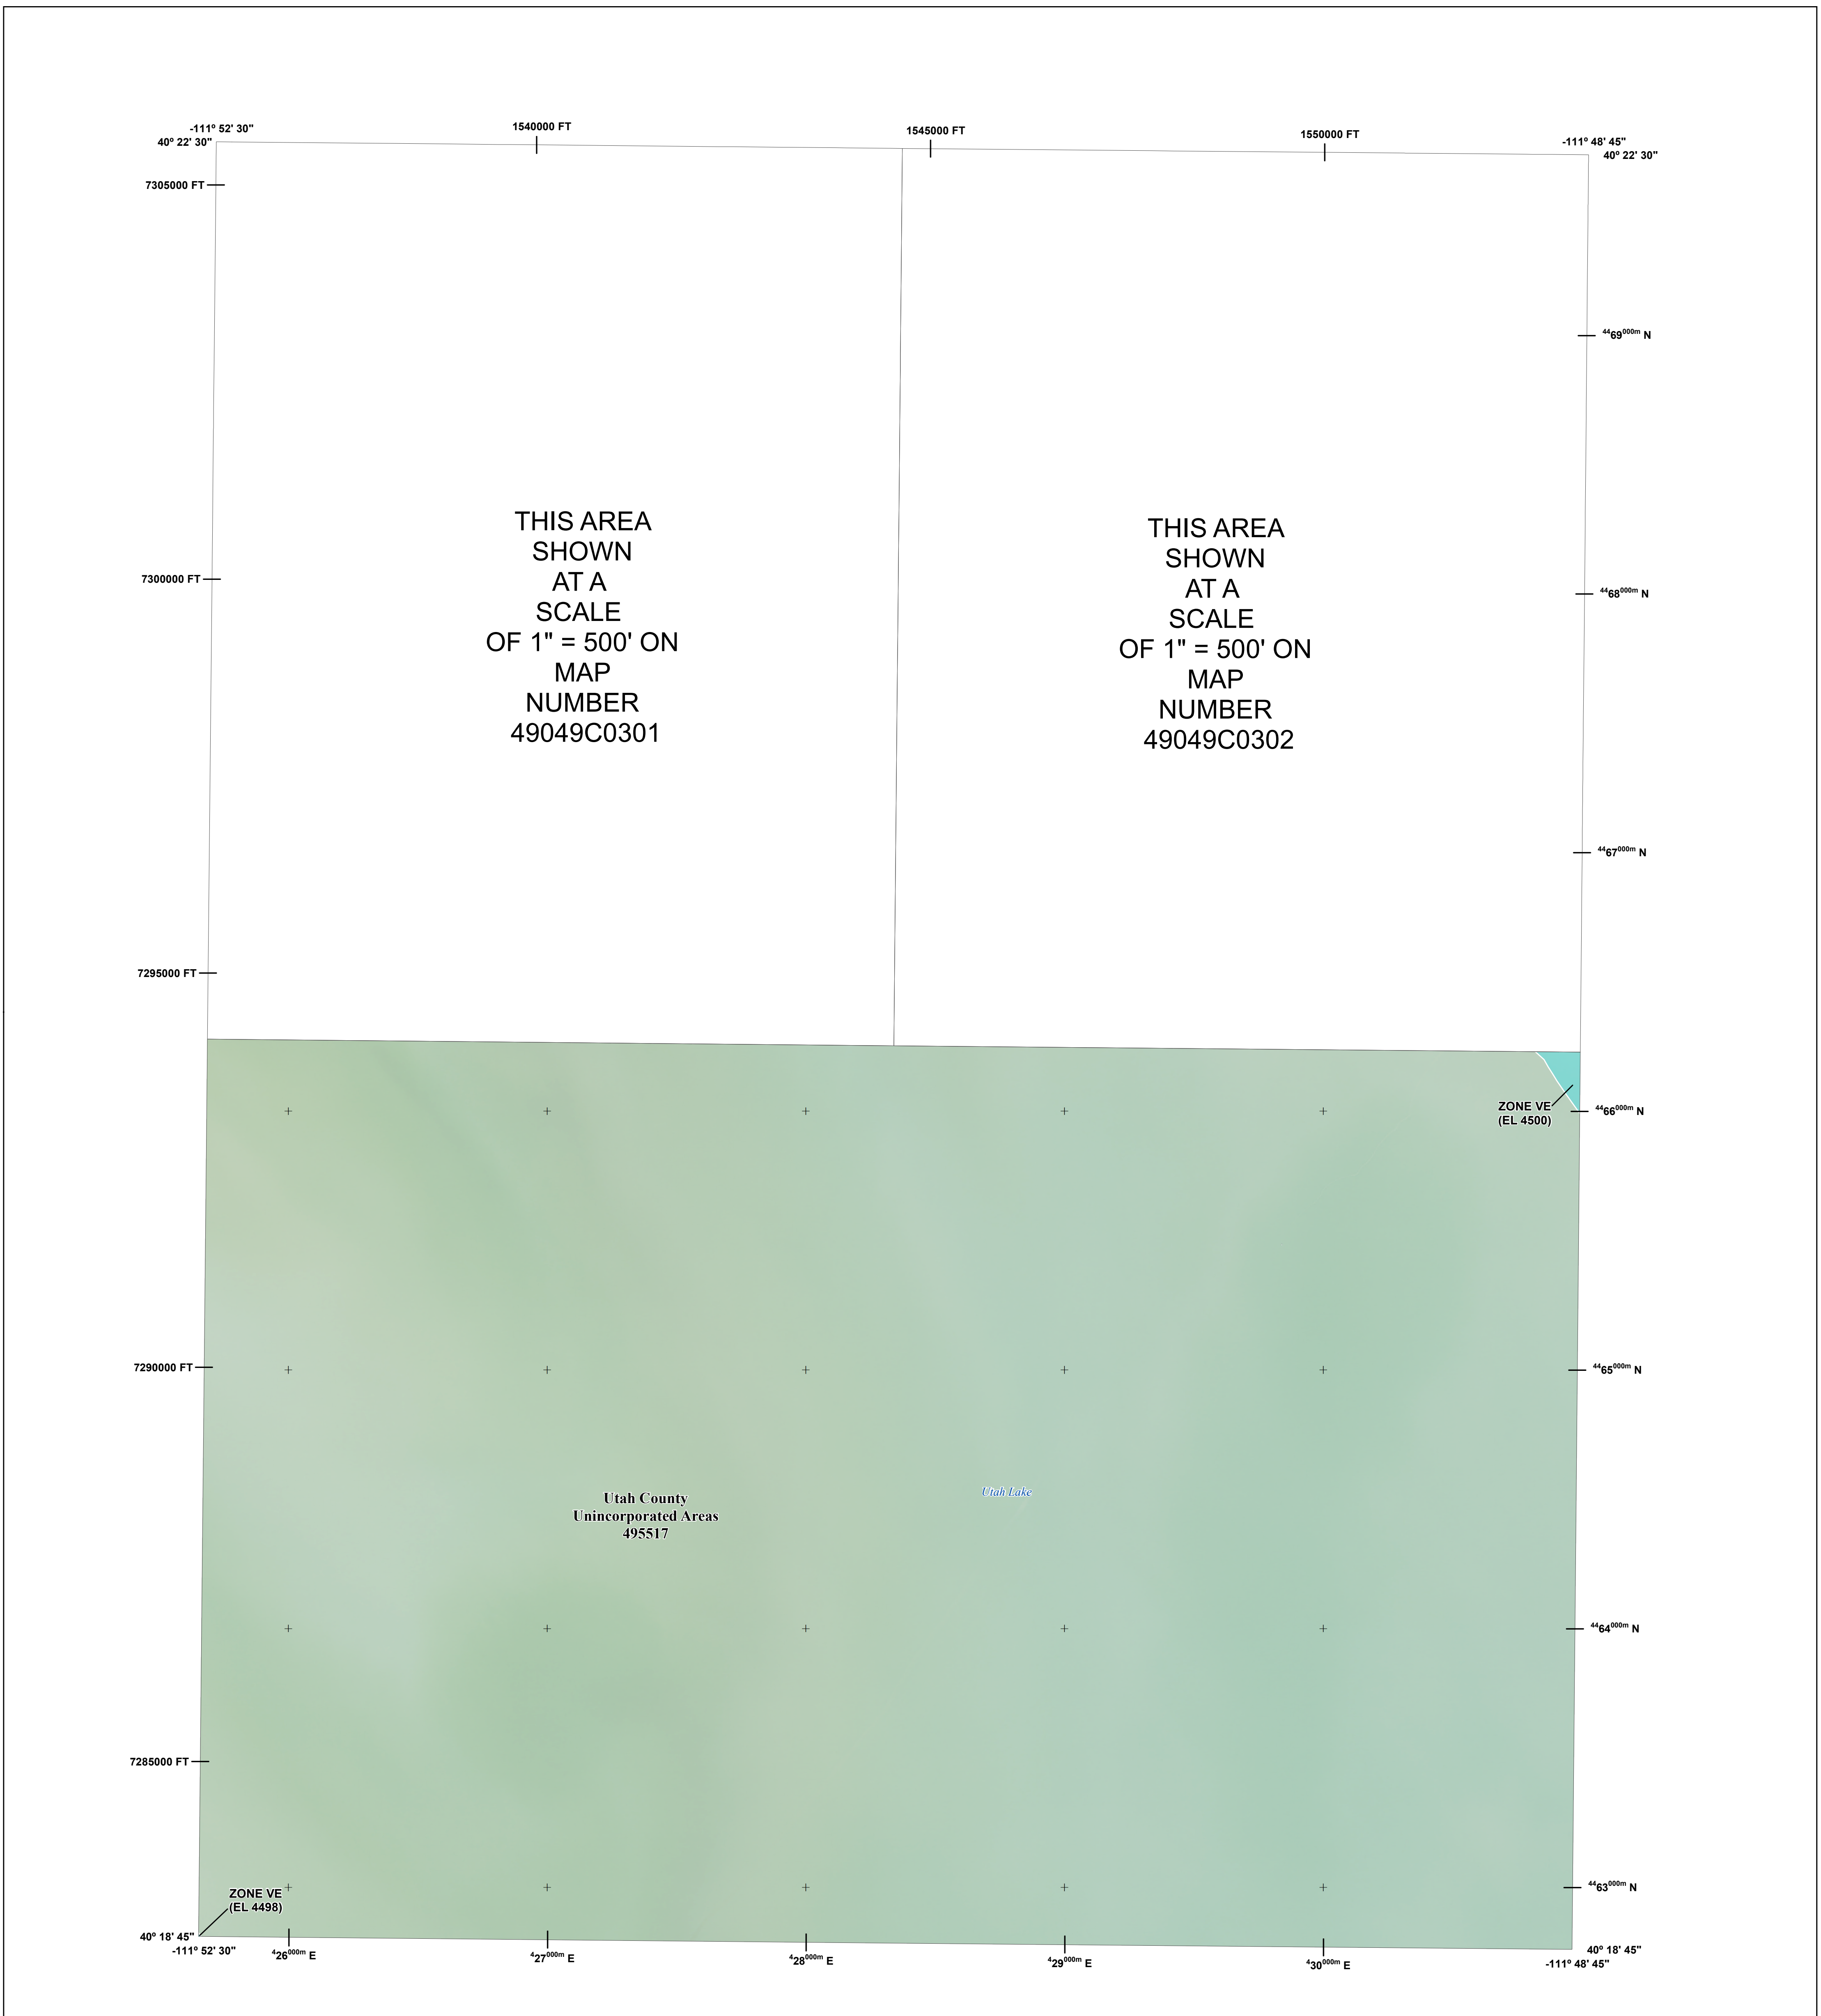 -111° 52' 30"
40° 22' 30"
1540000 FT
1545000 FT
1550000 FT
-111° 48' 45"
40° 22' 30"
7305000 FT
4469000m N
THIS AREA
SHOWN
AT A
SCALE
OF 1" = 500' ON
MAP
NUMBER
49049C0301
THIS AREA
SHOWN
AT A
SCALE
OF 1" = 500' ON
MAP
NUMBER
49049C0302
7300000 FT
4468000m N
4467000m N
7295000 FT
ZONE VE
(EL 4500)
4466000m N
7290000 FT
4465000m N
Utah County
Unincorporated Areas
495517
Utah Lake
4464000m N
7285000 FT
4463000m N
ZONE VE
(EL 4498)
40° 18' 45"
-111° 52' 30"
426000m E
427000m E
428000m E
429000m E
430000m E
40° 18' 45"
-111° 48' 45"